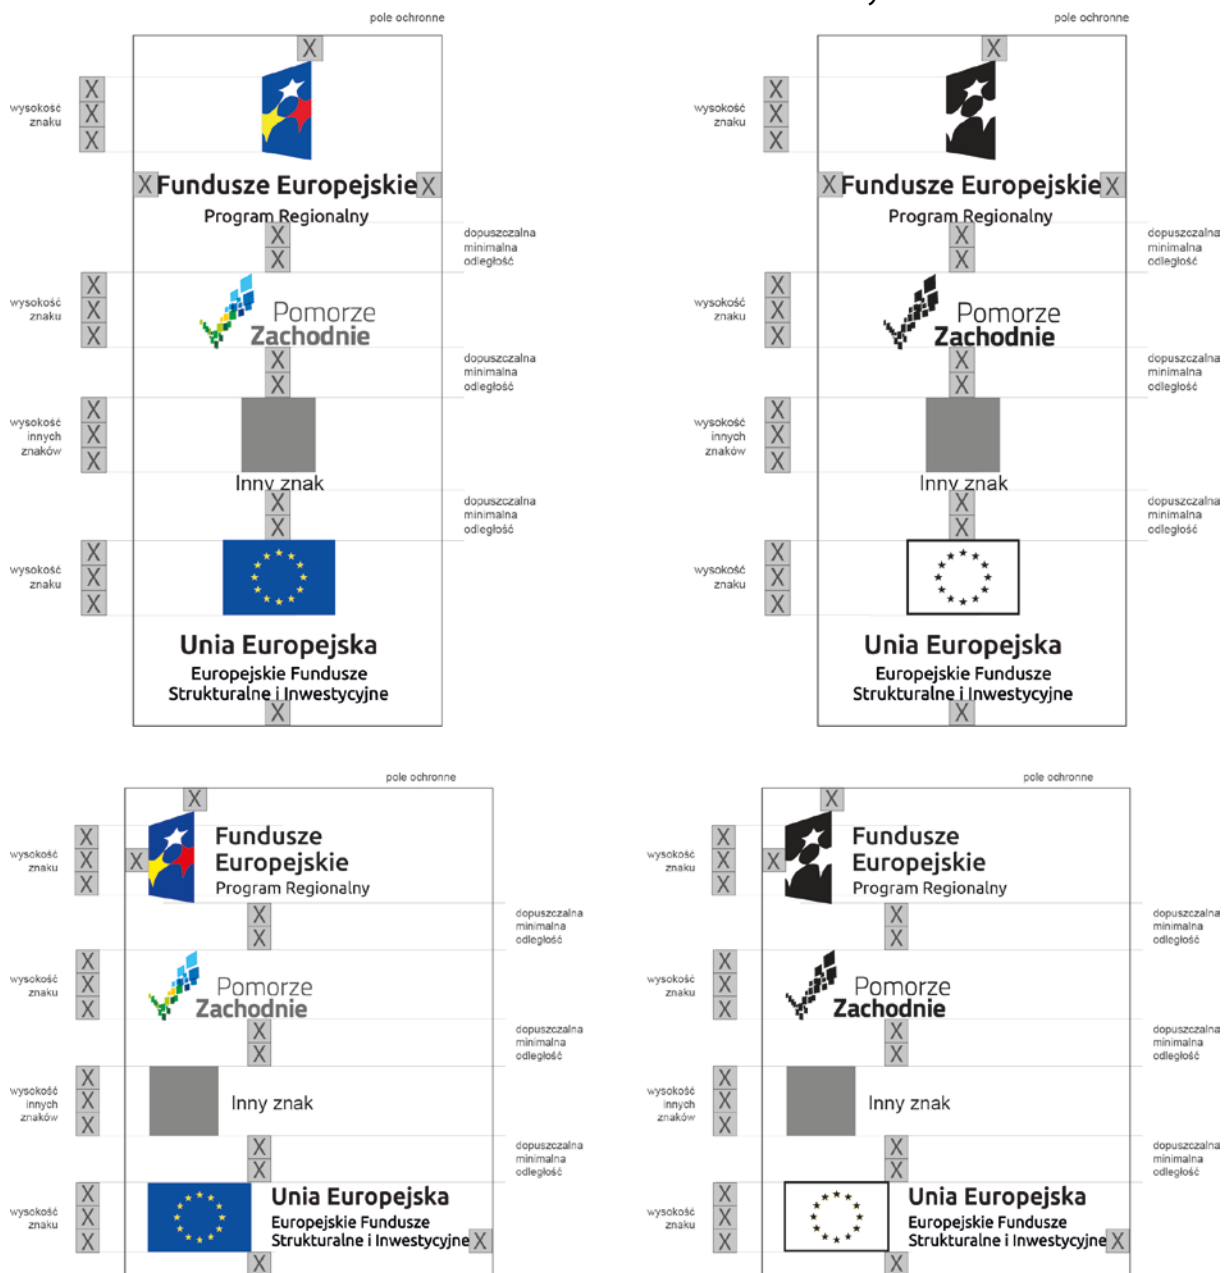 pole ochronne
X
wysokość
znaku
X
X
X
X Fundusze Europejskie X
Program Regionalny
X
X
dopuszczalna
minimalna
odległość
wysokość
znaku
X
X
X
Pomorze
Zachodnie
X
X
dopuszczalna
minimalna
odległość
wysokość
innych
znaków
X
X
X
Inny znak
X
X
dopuszczalna
minimalna
odległość
wysokość
znaku
X
X
X
Unia Europejska
Europejskie Fundusze
Strukturalne i Inwestycyjne
X
pole ochronne
X
wysokość
znaku
X
X
X
X Fundusze Europejskie X
Program Regionalny
X
X
dopuszczalna
minimalna
odległość
wysokość
znaku
X
X
X
Pomorze
Zachodnie
X
X
dopuszczalna
minimalna
odległość
wysokość
innych
znaków
X
X
X
Inny znak
X
X
dopuszczalna
minimalna
odległość
wysokość
znaku
X
X
X
Unia Europejska
Europejskie Fundusze
Strukturalne i Inwestycyjne
X
pole ochronne
X
wysokość
znaku
X
X
X
X
Fundusze
Europejskie
Program Regionalny
X
X
dopuszczalna
minimalna
odległość
wysokość
znaku
X
X
X
Pomorze
Zachodnie
X
X
dopuszczalna
minimalna
odległość
wysokość
innych
znaków
X
X
X
Inny znak
X
X
dopuszczalna
minimalna
odległość
wysokość
znaku
X
X
X
Unia Europejska
Europejskie Fundusze
Strukturalne i Inwestycyjne X
X
pole ochronne
X
wysokość
znaku
X
X
X
X
Fundusze
Europejskie
Program Regionalny
X
X
dopuszczalna
minimalna
odległość
wysokość
znaku
X
X
X
Pomorze
Zachodnie
X
X
dopuszczalna
minimalna
odległość
wysokość
innych
znaków
X
X
X
Inny znak
X
X
dopuszczalna
minimalna
odległość
wysokość
znaku
X
X
X
Unia Europejska
Europejskie Fundusze
Strukturalne i Inwestycyjne X
X